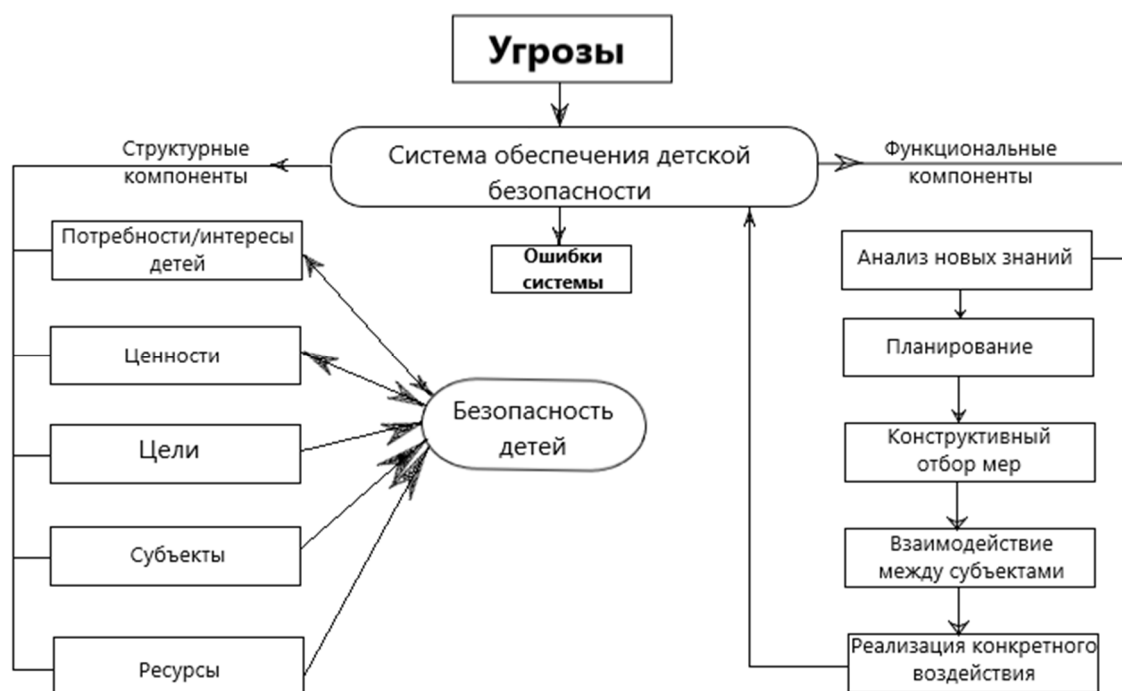 Угрозы
Система обеспечения детской
безопасности
Структурные
компоненты
Функциональные
компоненты
Потребности/интересы
детей
Ценности
Цели
Субъекты
Ресурсы
Ошибки
системы
Безопасность
детей
Анализ новых знаний
Планирование
Конструктивный
отбор мер
Взаимодействие
между субъектами
Реализация конкретного
воздействия